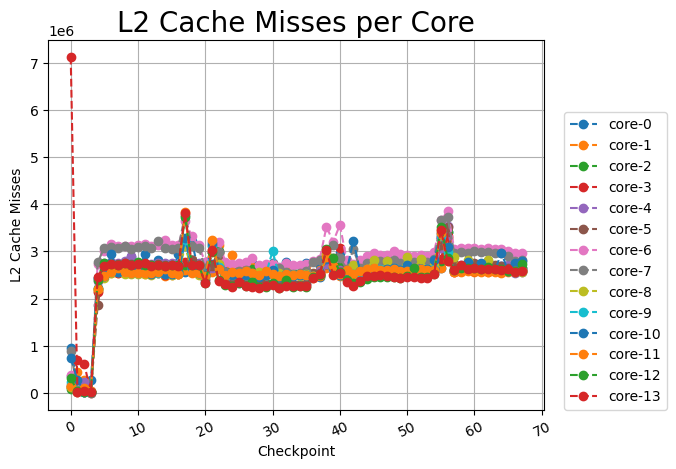 L2 Cache Misses per Core
1e6
7
6
5
4
3
2
1
0
L2 Cache Misses
0
10
20
30
40
50
60
70
Checkpoint
core-0
core-1
core-2
core-3
core-4
core-5
core-6
core-7
core-8
core-9
core-10
core-11
core-12
core-13